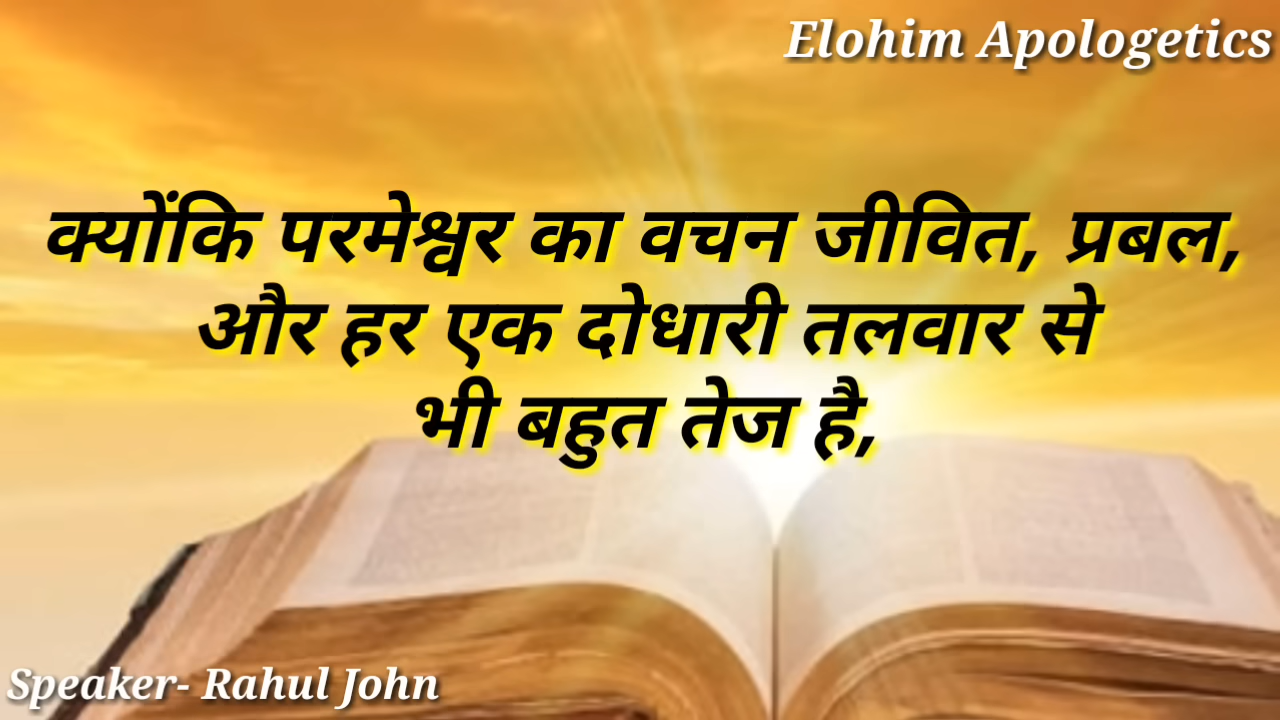 Elohim Apologetics
क्योंकि परमेश्वर का वचन जीवित, प्रबल,
और हर एक दोधारी तलवार से
भी बहुत तेज है,
Speaker- Rahul John